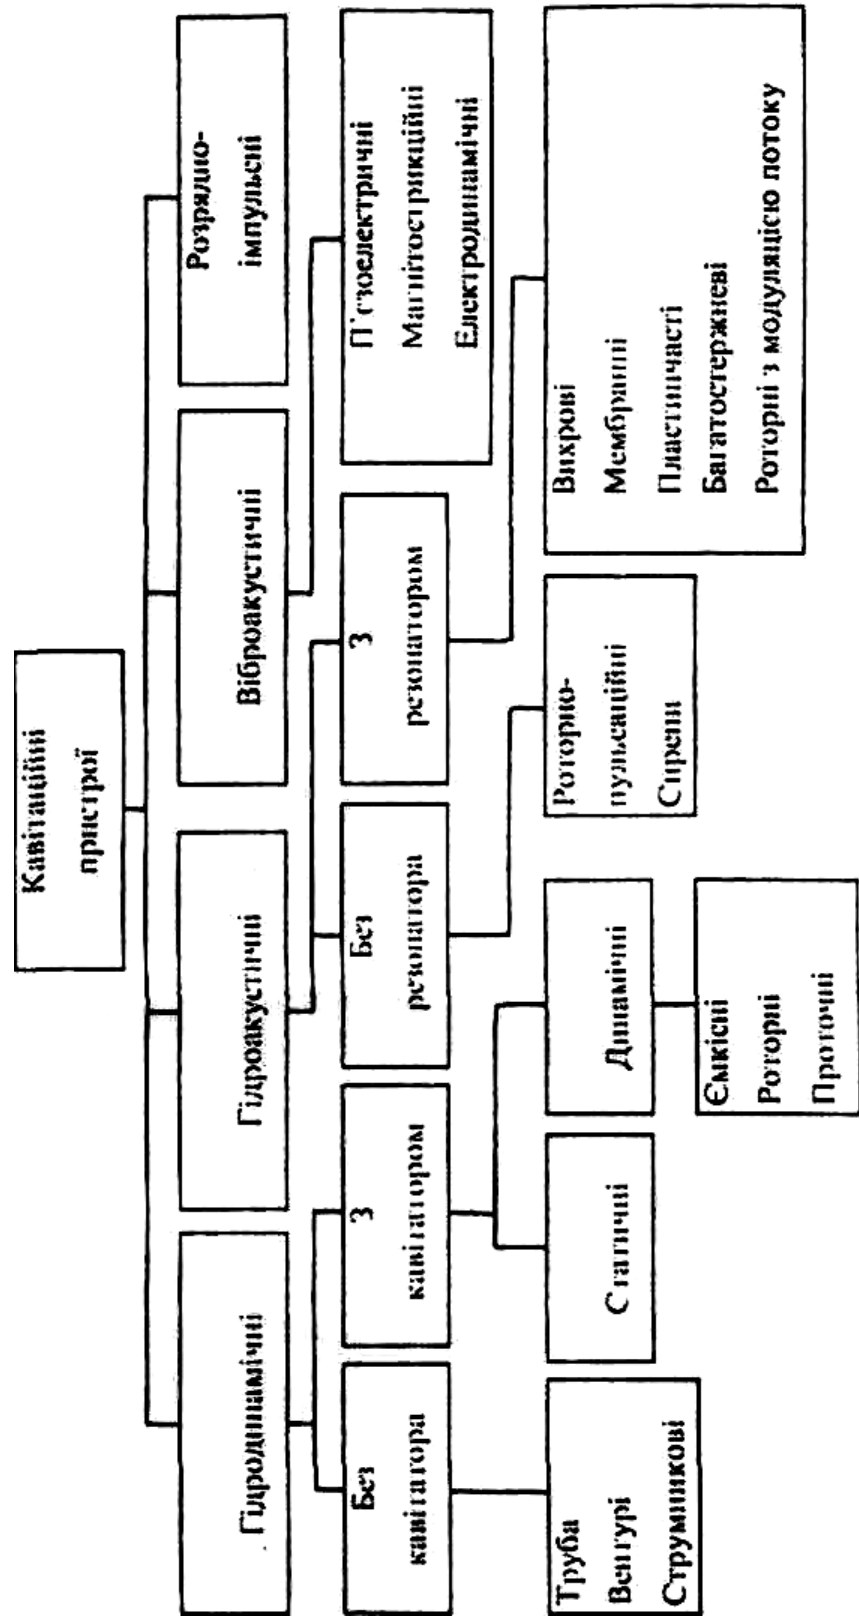 Кавітаційні
пристрої
Гідродинамічні
Гідроакустичні
Віброакустичні
Розрядно-
імпульсні
Без
кавітатора
З
кавітатором
Без
резонатора
З
резонатором
П`єзоелектричні
Магнітострикційні
Електродинамічні
Труба
Вентурі
Струминкові
Статичні
Динамічні
Роторно-
пульсаційні
Сирени
Вихрові
Мембранні
Пластинчасті
Багатостержневі
Роторні з модуляцією потоку
Ємкісні
Роторні
Проточні